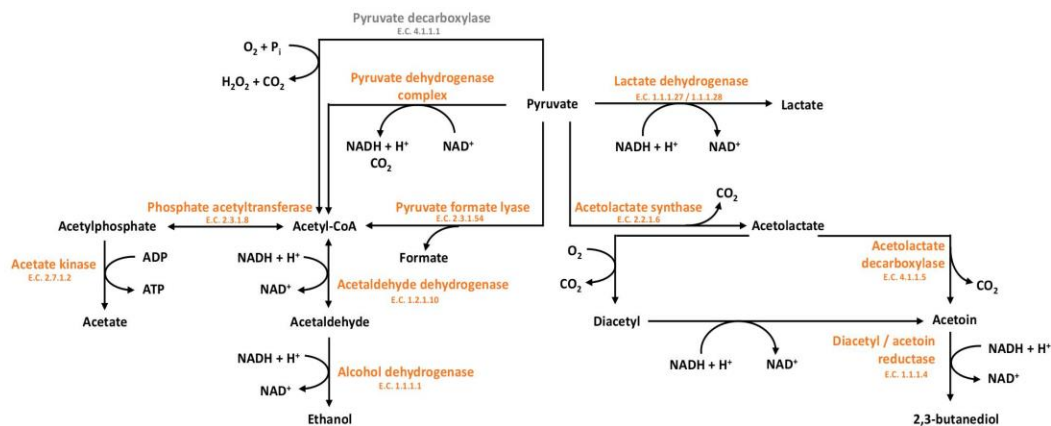 Pyruvate decarboxylase
E.C. 4.1.1.1
O₂ + Pᵢ
H₂O₂ + CO₂
Pyruvate dehydrogenase
complex
NADH + H⁺
CO₂
NAD⁺
Pyruvate
Lactate dehydrogenase
E.C. 1.1.1.27 / 1.1.1.28
Lactate
NADH + H⁺
NAD⁺
Phosphate acetyltransferase
E.C. 2.3.1.8
Acetylphosphate
Acetyl-CoA
Pyruvate formate lyase
E.C. 2.3.1.54
Formate
Acetolactate synthase
E.C. 2.2.1.6
CO₂
Acetolactate
Acetate kinase
E.C. 2.7.1.2
ADP
ATP
Acetate
NADH + H⁺
NAD⁺
Acetaldehyde dehydrogenase
E.C. 1.2.1.10
Acetaldehyde
O₂
CO₂
Acetolactate
decarboxylase
E.C. 4.1.1.5
CO₂
Diacetyl
Acetoin
NADH + H⁺
NAD⁺
NADH + H⁺
NAD⁺
Alcohol dehydrogenase
E.C. 1.1.1.1
Ethanol
Diacetyl / acetoin
reductase
E.C. 1.1.1.4
NADH + H⁺
NAD⁺
2,3-butanediol